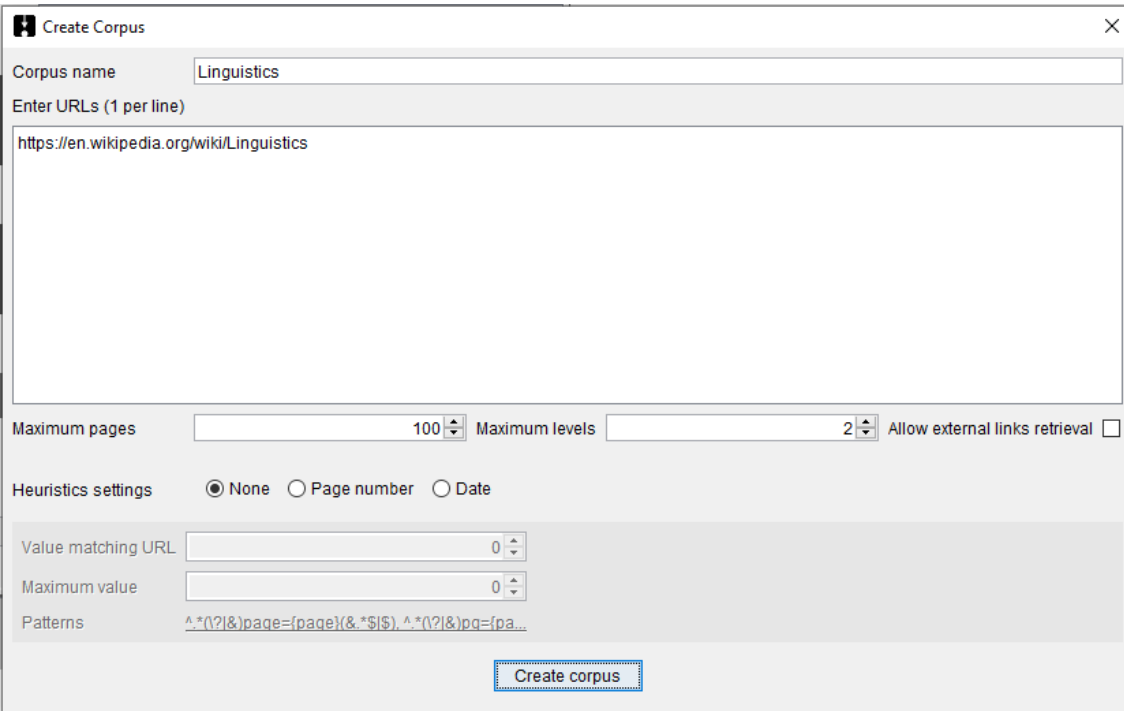 Create Corpus
Corpus name Linguistics
Enter URLs (1 per line)
https://en.wikipedia.org/wiki/Linguistics
Maximum pages 100 Maximum levels 2 Allow external links retrieval
Heuristics settings None Page number Date
Value matching URL 0
Maximum value 0
Patterns ^.*(\?|&)page={page}(&.*$|$), ^.*(\?|&)pg={pa...
Create corpus